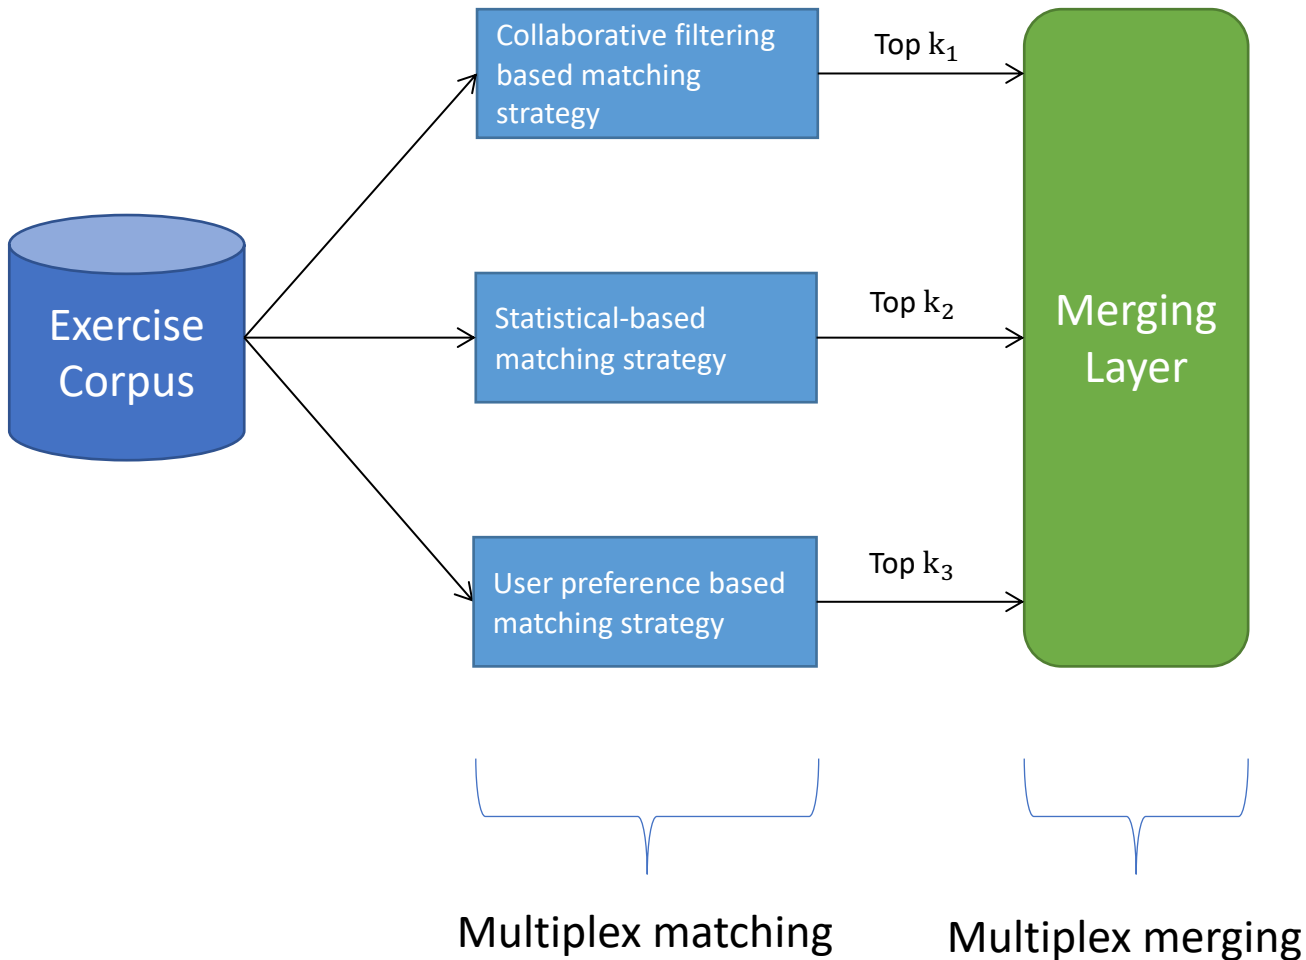 Collaborative filtering
based matching
strategy
Top k₁
Exercise
Corpus
Statistical-based
matching strategy
Top k₂
Merging
Layer
User preference based
matching strategy
Top k₃
Multiplex matching
Multiplex merging